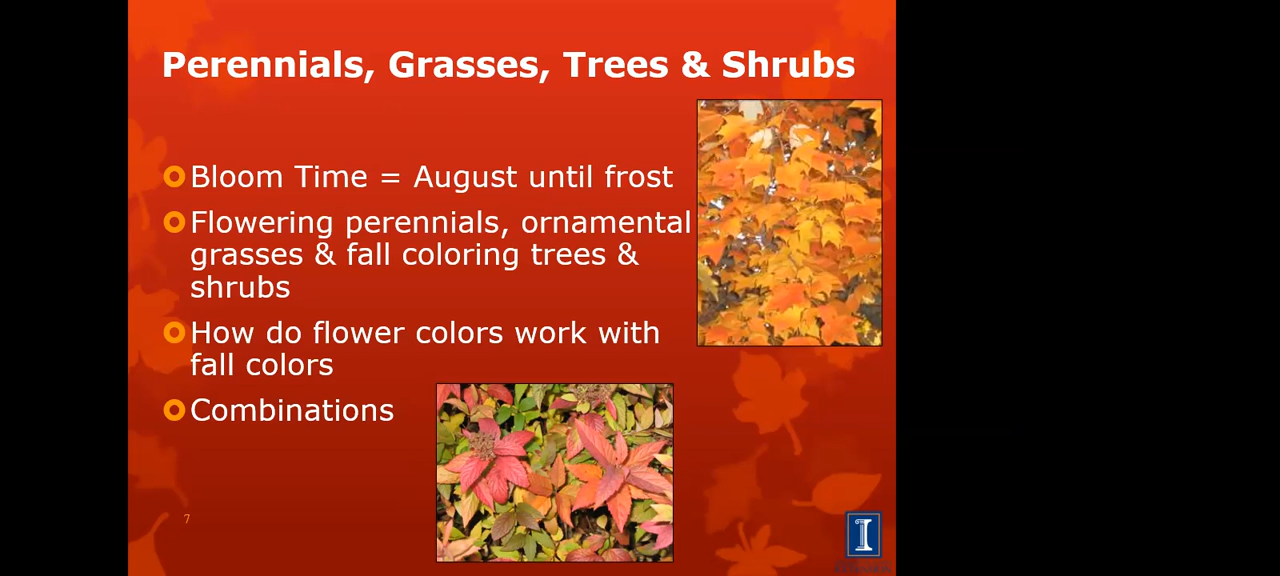 Perennials, Grasses, Trees & Shrubs
Bloom Time = August until frost
Flowering perennials, ornamental
grasses & fall coloring trees &
shrubs
How do flower colors work with
fall colors
Combinations
7
I